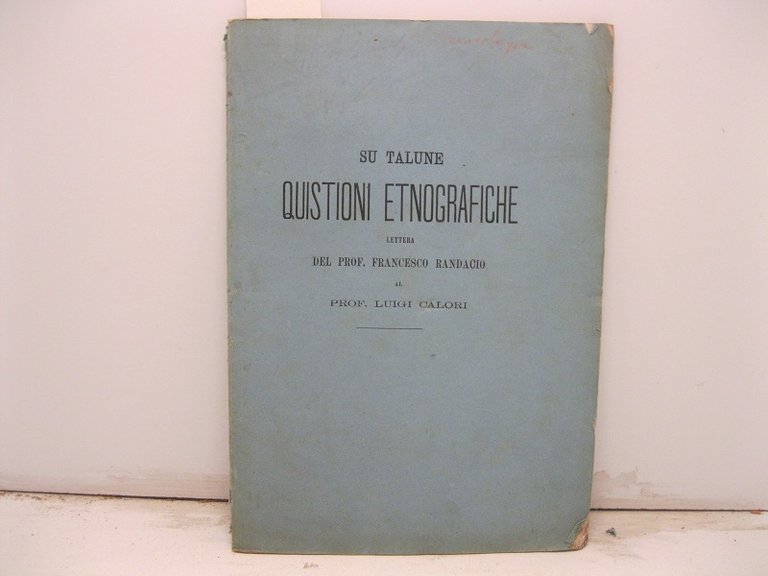 SU TALUNE
QUISTIONI ETNOGRAFICHE
LETTERA
DEL PROF. FRANCESCO RANDACIO
AL
PROF. LUIGI CALORI